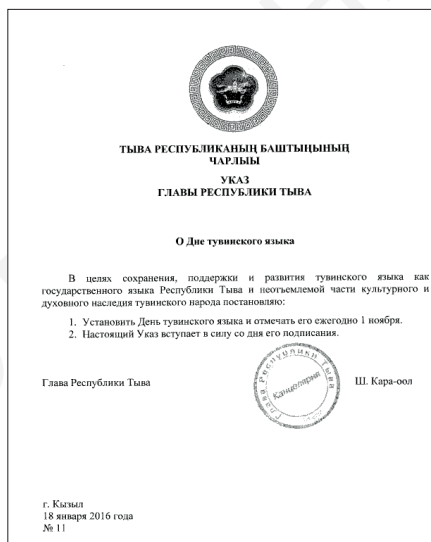 ТЫВА РЕСПУБЛИКАНЫҢ БАШТЫҢЫНЫҢ
ЧАРЛЫЫ
УКАЗ
ГЛАВЫ РЕСПУБЛИКИ ТЫВА
О Дне тувинского языка
В целях сохранения, поддержки и развития тувинского языка как
государственного языка Республики Тыва и неотъемлемой части культурного и
духовного наследия тувинского народа постановляю:
1. Установить День тувинского языка и отмечать его ежегодно 1 ноября.
2. Настоящий Указ вступает в силу со дня его подписания.
Глава Республики Тыва
Глава Республики Тыва
Канцелярия
Ш. Кара-оол
г. Кызыл
18 января 2016 года
№ 11